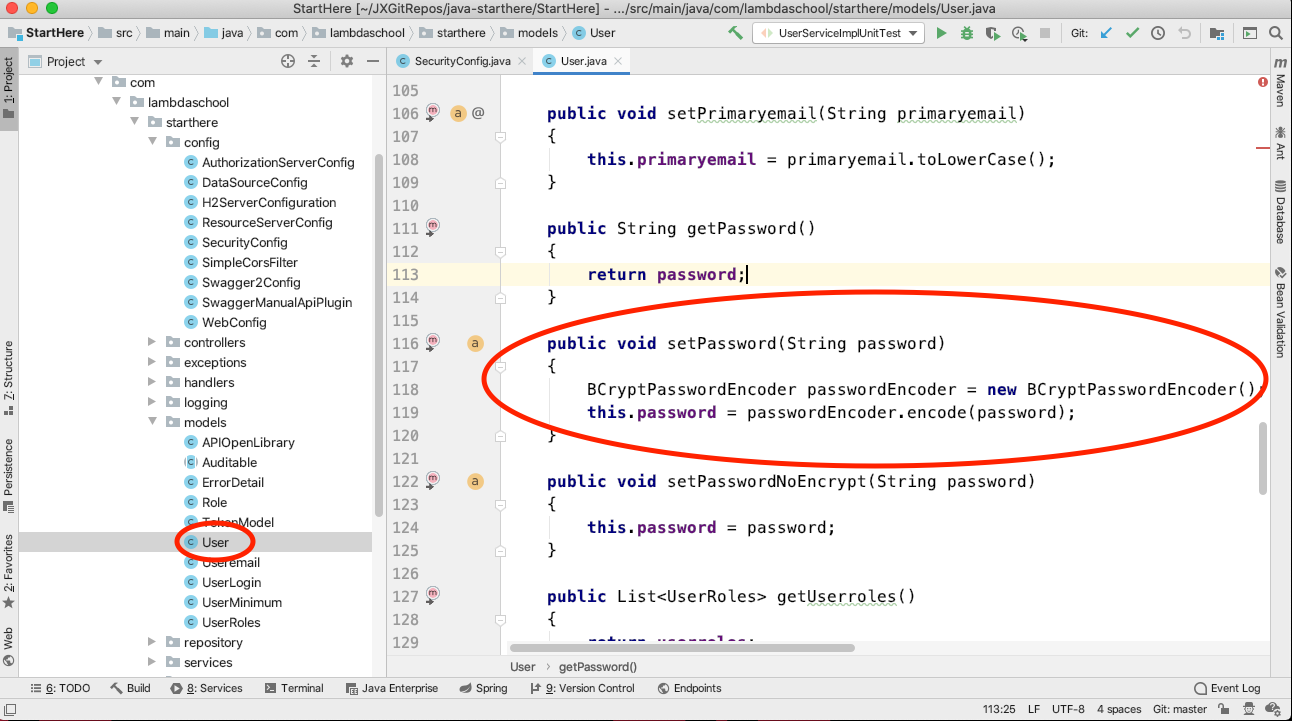 StartHere [~/JXGitRepos/java-starthere/StartHere] - .../src/main/java/com/lambdaschool/starthere/models/User.java
StartHere src main java com lambdaschool starthere models User UserServiceImplUnitTest Git:
Project
SecurityConfig.java User.java
1: Project
Z: Structure
Persistence
2: Favorites
Web
com
lambdaschool
starthere
config
AuthorizationServerConfig
DataSourceConfig
H2ServerConfiguration
ResourceServerConfig
SecurityConfig
SimpleCorsFilter
Swagger2Config
SwaggerManualApiPlugin
WebConfig
controllers
exceptions
handlers
logging
models
APIOpenLibrary
Auditable
ErrorDetail
Role
TokenModel
User
Useremail
UserLogin
UserMinimum
UserRoles
repository
services
105
106 a @ public void setPrimaryemail(String primaryemail)
107 {
108 this.primaryemail = primaryemail.toLowerCase();
109 }
110
111 public String getPassword()
112 {
113 return password;
114 }
115
116 a public void setPassword(String password)
117 {
118 BCryptPasswordEncoder passwordEncoder = new BCryptPasswordEncoder();
119 this.password = passwordEncoder.encode(password);
120 }
121
122 a public void setPasswordNoEncrypt(String password)
123 {
124 this.password = password;
125 }
126
127 public List<UserRoles> getUserroles()
128 {
129 return userroles;
User › getPassword()
m Maven
Ant
Database
Bean Validation
6: TODO Build 8: Services Terminal Java Enterprise Spring 9: Version Control Endpoints Event Log
113:25 LF UTF-8 4 spaces Git: master